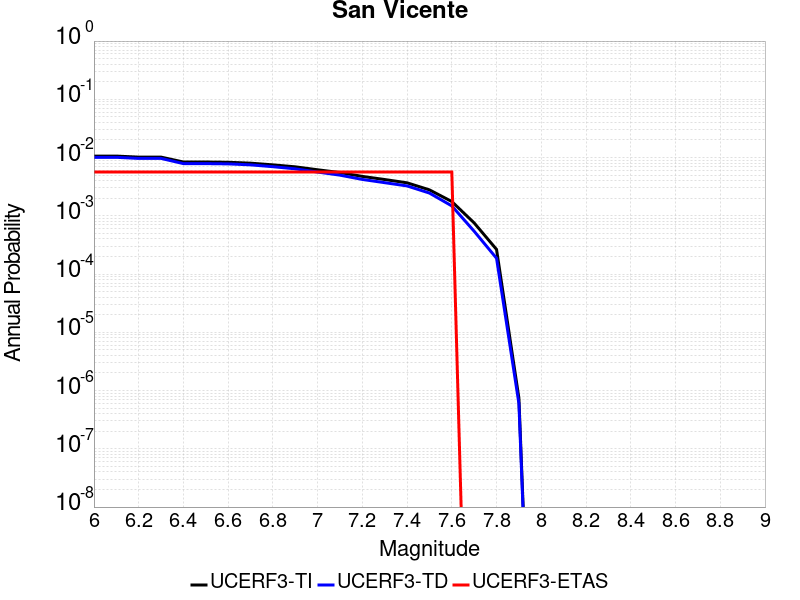 San Vicente
10^0
10^-1
10^-2
10^-3
10^-4
10^-5
10^-6
10^-7
10^-8
Annual Probability
6 6.2 6.4 6.6 6.8 7 7.2 7.4 7.6 7.8 8 8.2 8.4 8.6 8.8 9
Magnitude
UCERF3-TI UCERF3-TD UCERF3-ETAS